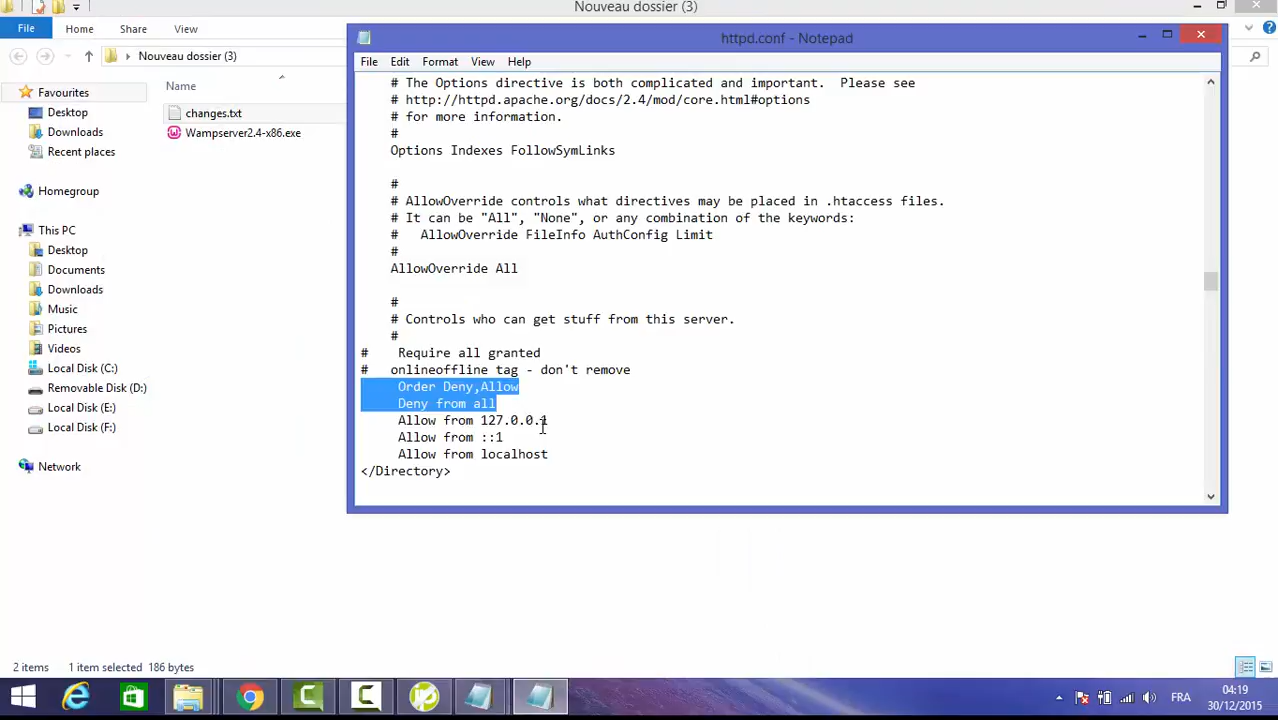 Nouveau dossier (3)
File Home Share View
Nouveau dossier (3)
Favourites
Desktop
Downloads
Recent places
Homegroup
This PC
Desktop
Documents
Downloads
Music
Pictures
Videos
Local Disk (C:)
Removable Disk (D:)
Local Disk (E:)
Local Disk (F:)
Network
Name
changes.txt
Wampserver2.4-x86.exe
httpd.conf - Notepad
File Edit Format View Help
# The Options directive is both complicated and important.  Please see
# http://httpd.apache.org/docs/2.4/mod/core.html#options
# for more information.
#
Options Indexes FollowSymLinks
#
# AllowOverride controls what directives may be placed in .htaccess files.
# It can be "All", "None", or any combination of the keywords:
#   AllowOverride FileInfo AuthConfig Limit
#
AllowOverride All
#
# Controls who can get stuff from this server.
#
#    Require all granted
#   onlineoffline tag - don't remove
Order Deny,Allow
Deny from all
Allow from 127.0.0.1
Allow from ::1
Allow from localhost
</Directory>
2 items 1 item selected 186 bytes
FRA
04:19
30/12/2015